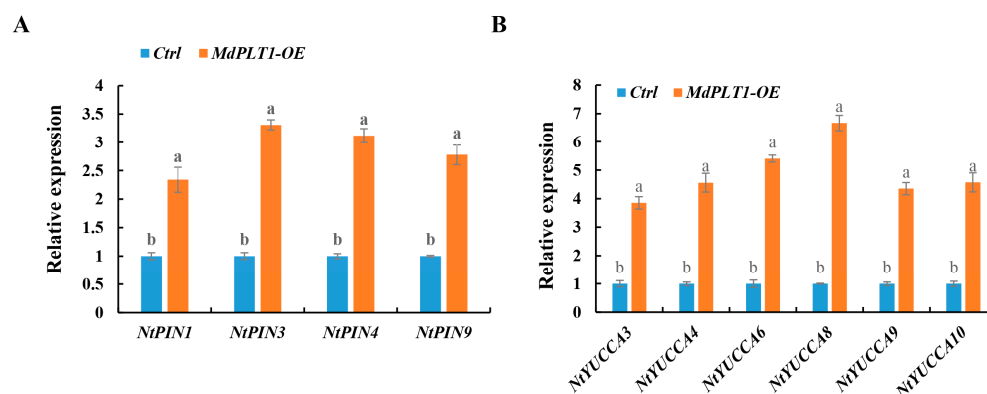 A
Ctrl MdPLT1-OE
Relative expression
4
3.5
3
2.5
2
1.5
1
0.5
0
a
a
a
a
b
b
b
b
NtPIN1 NtPIN3 NtPIN4 NtPIN9
B
Ctrl MdPLT1-OE
Relative expression
8
7
6
5
4
3
2
1
0
a
a
a
a
a
a
b
b
b
b
b
b
NtYUCCA3 NtYUCCA4 NtYUCCA6 NtYUCCA8 NtYUCCA9 NtYUCCA10